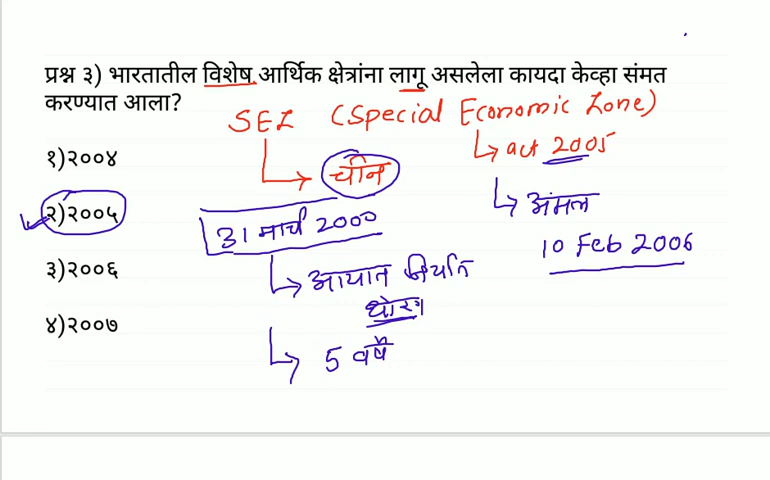 प्रश्न ३) भारतातील विशेष आर्थिक क्षेत्रांना लागू असलेला कायदा केव्हा संमत
करण्यात आला?
SEZ (Special Economic Zone)
१)२००४
act 2005
चीन
२)२००५
अंमल
31 मार्च 2000
10 Feb 2006
३)२००६
आयात निर्यात
धोरण
४)२००७
5 वर्षे